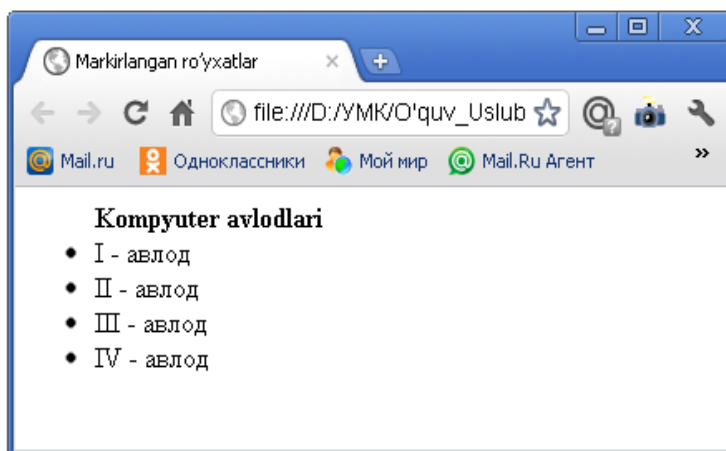 Markirlangan ro'yxatlar
file:///D:/УМК/O'quv_Uslub
Mail.ru Одноклассники Мой мир Mail.Ru Агент »
Kompyuter avlodlari
• I - авлод
• II - авлод
• III - авлод
• IV - авлод